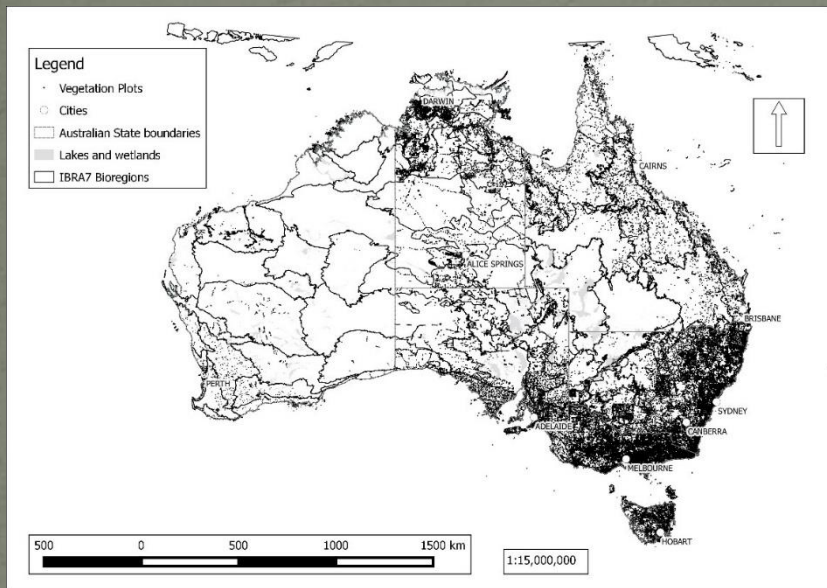 Legend
Vegetation Plots
Cities
Australian State boundaries
Lakes and wetlands
IBRA7 Bioregions
DARWIN
CAIRNS
ALICE SPRINGS
BRISBANE
PERTH
SYDNEY
ADELAIDE
CANBERRA
MELBOURNE
HOBART
500 0 500 1000 1500 km
1:15,000,000